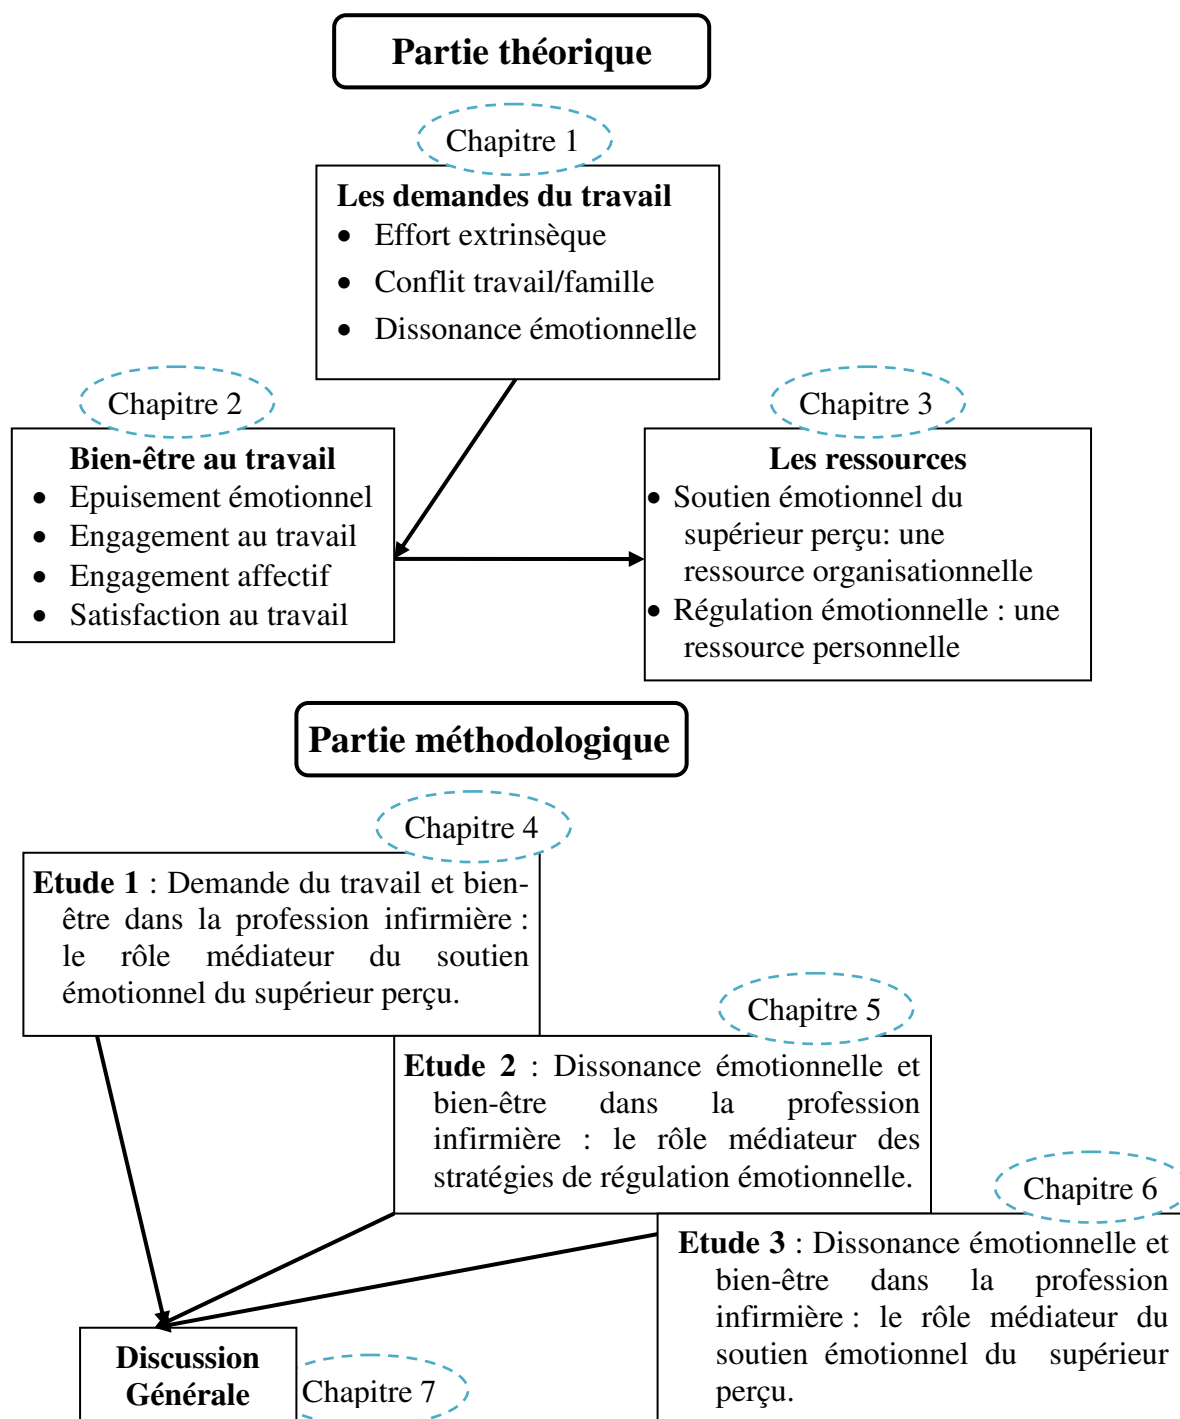 Partie théorique
Chapitre 1
Les demandes du travail
• Effort extrinsèque
• Conflit travail/famille
• Dissonance émotionnelle
Chapitre 2
Bien-être au travail
• Epuisement émotionnel
• Engagement au travail
• Engagement affectif
• Satisfaction au travail
Chapitre 3
Les ressources
• Soutien émotionnel du
supérieur perçu: une
ressource organisationnelle
• Régulation émotionnelle : une
ressource personnelle
Partie méthodologique
Chapitre 4
Etude 1 : Demande du travail et bien-
être dans la profession infirmière :
le rôle médiateur du soutien
émotionnel du supérieur perçu.
Chapitre 5
Etude 2 : Dissonance émotionnelle et
bien-être dans la profession
infirmière : le rôle médiateur des
stratégies de régulation émotionnelle.
Chapitre 6
Etude 3 : Dissonance émotionnelle et
bien-être dans la profession
infirmière : le rôle médiateur du
soutien émotionnel du supérieur
perçu.
Discussion
Générale
Chapitre 7